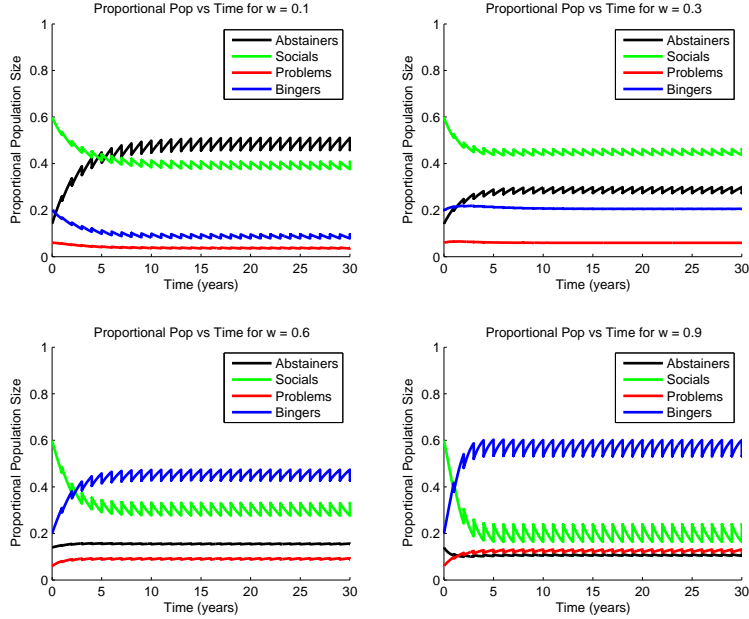 Proportional Pop vs Time for w = 0.1
Proportional Population Size
1
0.8
0.6
0.4
0.2
0
Abstainers
Socials
Problems
Bingers
0 5 10 15 20 25 30
Time (years)
Proportional Pop vs Time for w = 0.3
Proportional Population Size
1
0.8
0.6
0.4
0.2
0
Abstainers
Socials
Problems
Bingers
0 5 10 15 20 25 30
Time (years)
Proportional Pop vs Time for w = 0.6
Proportional Population Size
1
0.8
0.6
0.4
0.2
0
Abstainers
Socials
Problems
Bingers
0 5 10 15 20 25 30
Time (years)
Proportional Pop vs Time for w = 0.9
Proportional Population Size
1
0.8
0.6
0.4
0.2
0
Abstainers
Socials
Problems
Bingers
0 5 10 15 20 25 30
Time (years)